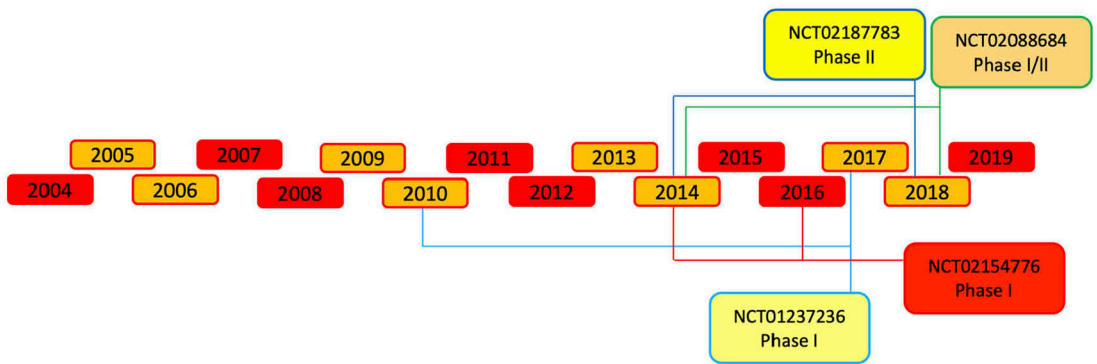 NCT02187783
Phase II
NCT02088684
Phase I/II
2005
2007
2009
2011
2013
2015
2017
2019
2004
2006
2008
2010
2012
2014
2016
2018
NCT02154776
Phase I
NCT01237236
Phase I